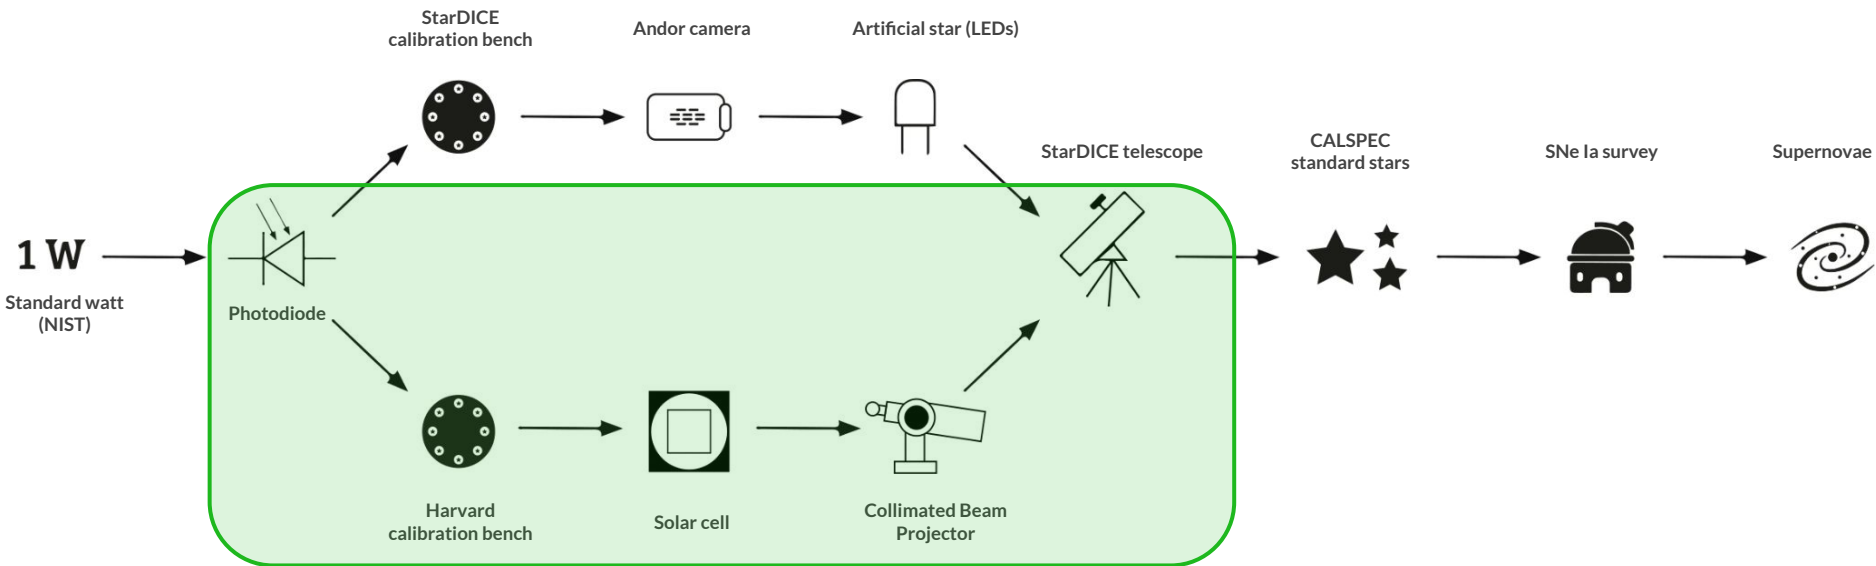 StarDICE
calibration bench
Andor camera
Artificial star (LEDs)
StarDICE telescope
CALSPEC
standard stars
SNe Ia survey
Supernovae
1 W
Standard watt
(NIST)
Photodiode
Harvard
calibration bench
Solar cell
Collimated Beam
Projector